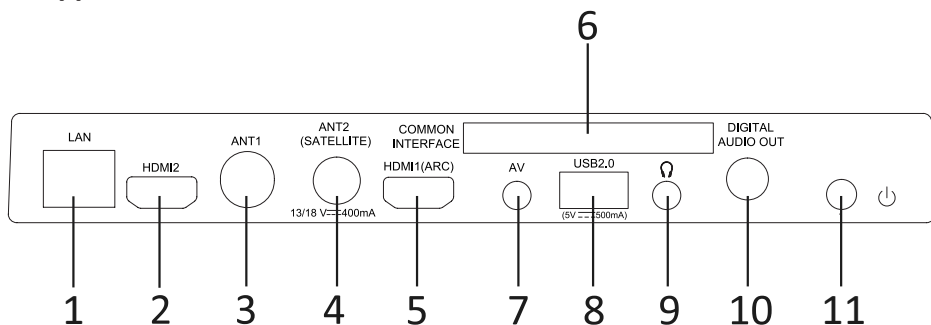 6
LAN
HDMI2
ANT1
ANT2
(SATELLITE)
13/18 V⎓400mA
COMMON
INTERFACE
HDMI1(ARC)
AV
USB2.0
(5V⎓500mA)
DIGITAL
AUDIO OUT
1 2 3 4 5 7 8 9 10 11